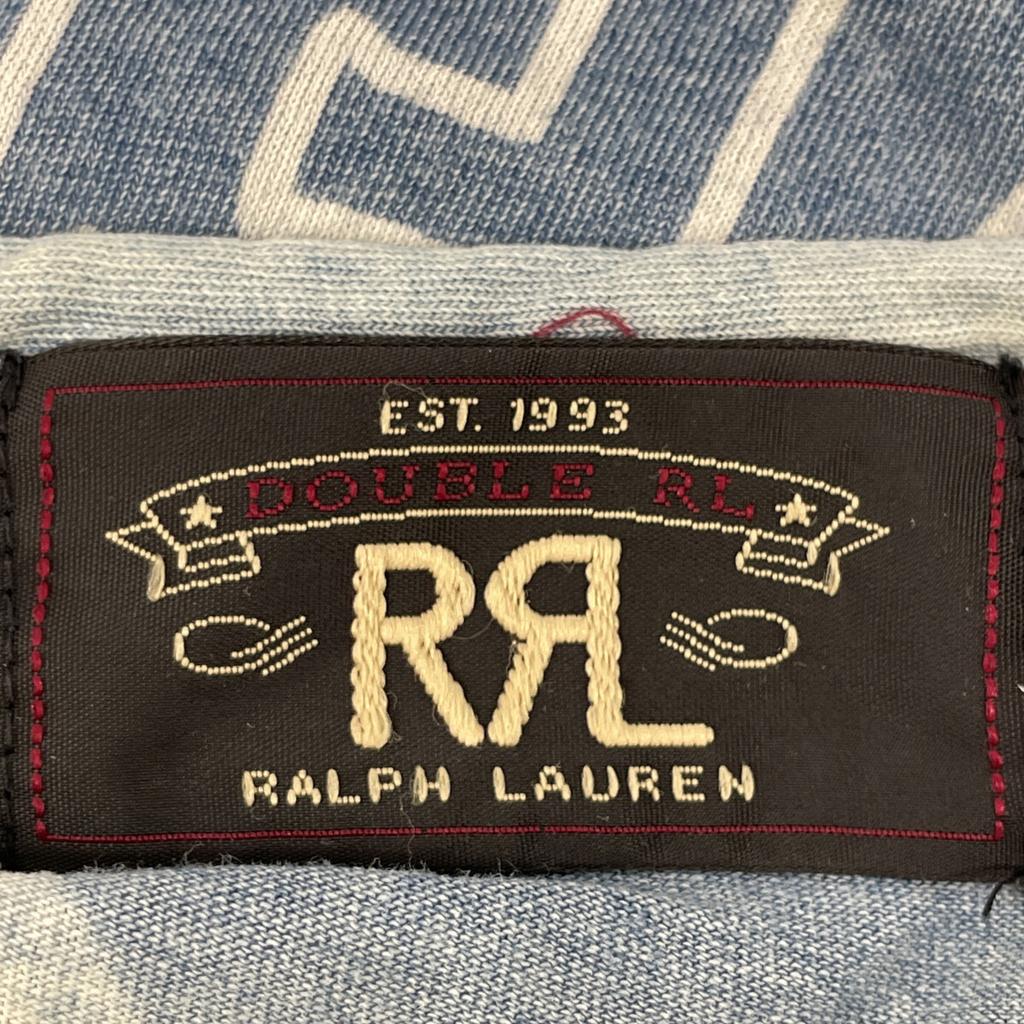 EST. 1993
DOUBLE RL
RRL
RALPH LAUREN